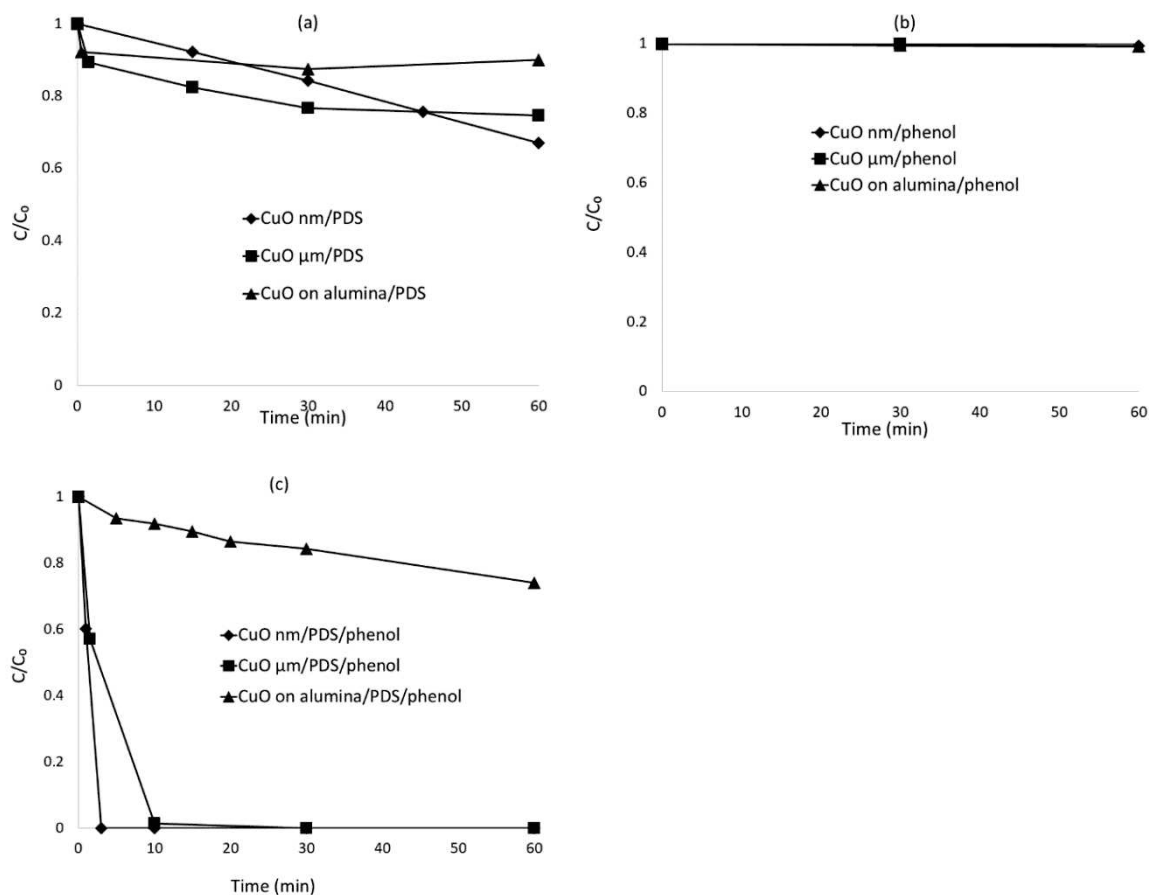 (a)
1
0.8
0.6
0.4
0.2
0
C/C₀
CuO nm/PDS
CuO µm/PDS
CuO on alumina/PDS
0 10 20 30 40 50 60
Time (min)
(b)
1
0.8
0.6
0.4
0.2
0
C/C₀
CuO nm/phenol
CuO µm/phenol
CuO on alumina/phenol
0 10 20 30 40 50 60
Time (min)
(c)
1
0.8
0.6
0.4
0.2
0
C/C₀
CuO nm/PDS/phenol
CuO µm/PDS/phenol
CuO on alumina/PDS/phenol
0 10 20 30 40 50 60
Time (min)